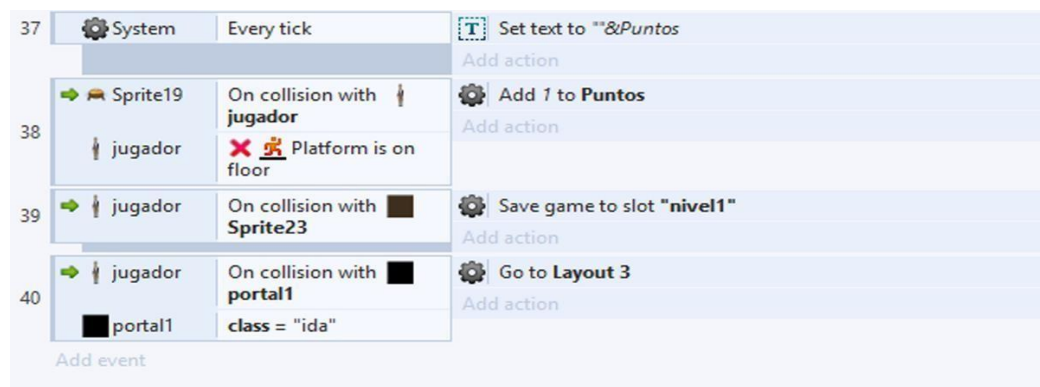 37 System Every tick T Set text to ""&Puntos
Add action
38 Sprite19 On collision with jugador Add 1 to Puntos
Add action
jugador Platform is on floor
39 jugador On collision with Sprite23 Save game to slot "nivel1"
Add action
40 jugador On collision with portal1 Go to Layout 3
Add action
portal1 class = "ida"
Add event